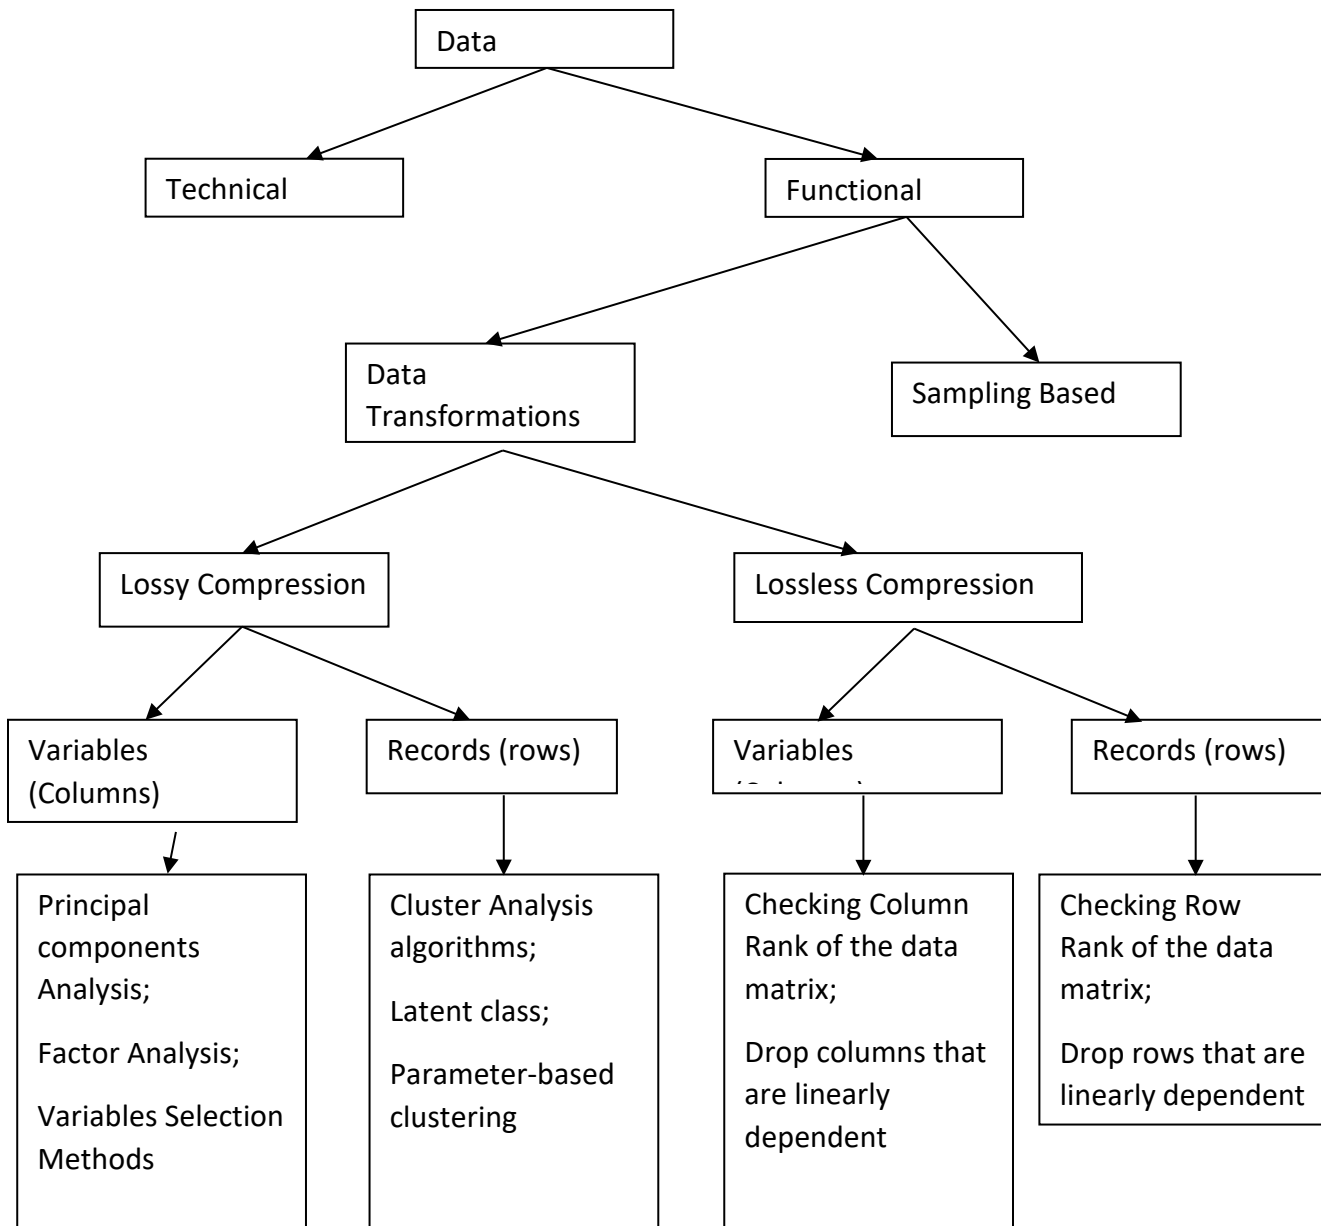 Data
Technical
Functional
Data
Transformations
Sampling Based
Lossy Compression
Lossless Compression
Variables
(Columns)
Records (rows)
Variables
Records (rows)
Principal
components
Analysis;
Factor Analysis;
Variables Selection
Methods
Cluster Analysis
algorithms;
Latent class;
Parameter-based
clustering
Checking Column
Rank of the data
matrix;
Drop columns that
are linearly
dependent
Checking Row
Rank of the data
matrix;
Drop rows that are
linearly dependent